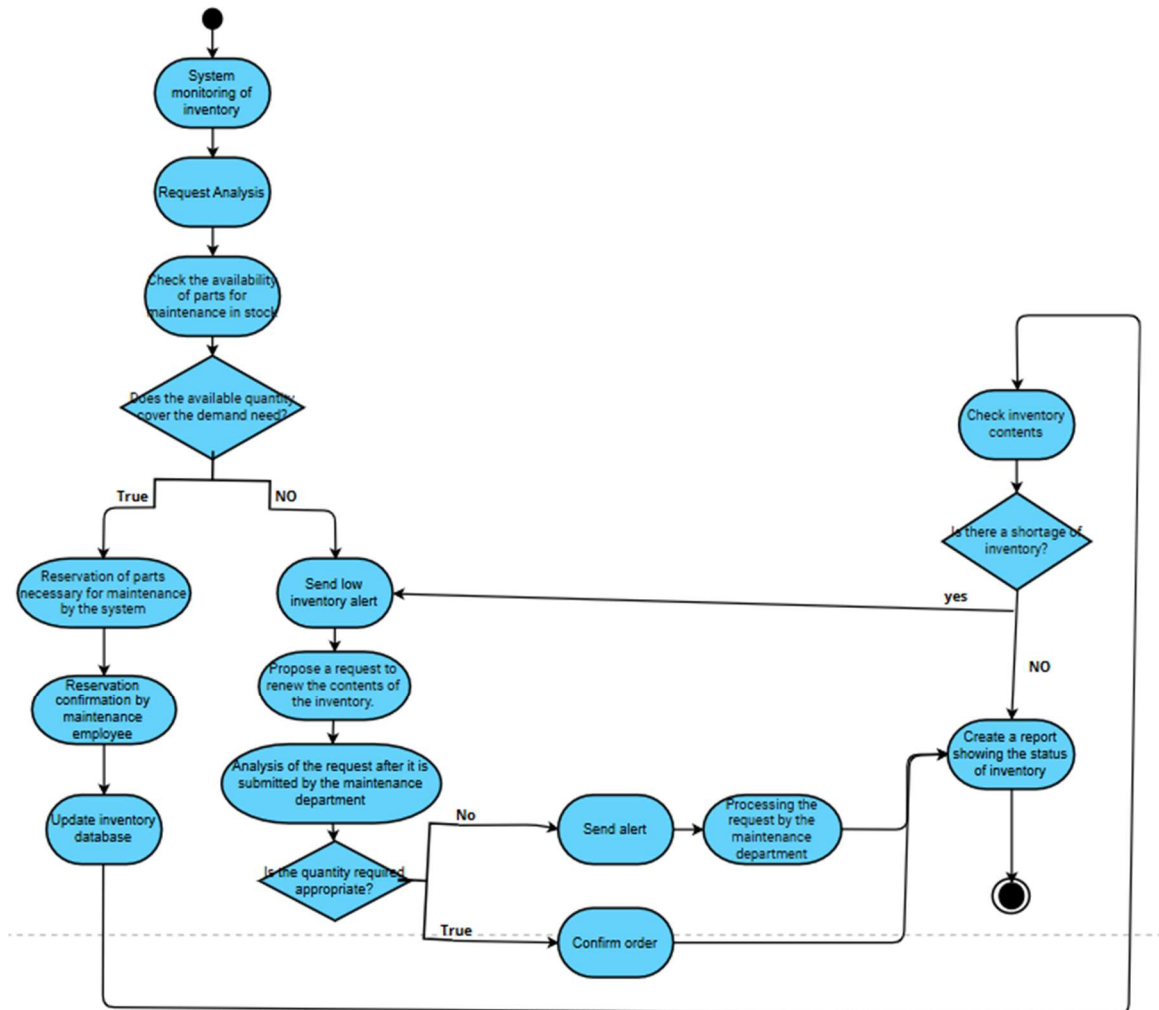 System
monitoring of
inventory
Request Analysis
Check the availability
of parts for
maintenance in stock
Does the available quantity
cover the demand need?
True
NO
Reservation of parts
necessary for maintenance
by the system
Reservation
confirmation by
maintenance
employee
Update inventory
database
Send low
inventory alert
Propose a request to
renew the contents of
the inventory.
Analysis of the request after it is
submitted by the maintenance
department
Is the quantity required
appropriate?
No
Send alert
Processing the
request by the
maintenance
department
True
Confirm order
Check inventory
contents
Is there a shortage of
inventory?
yes
NO
Create a report
showing the status
of inventory